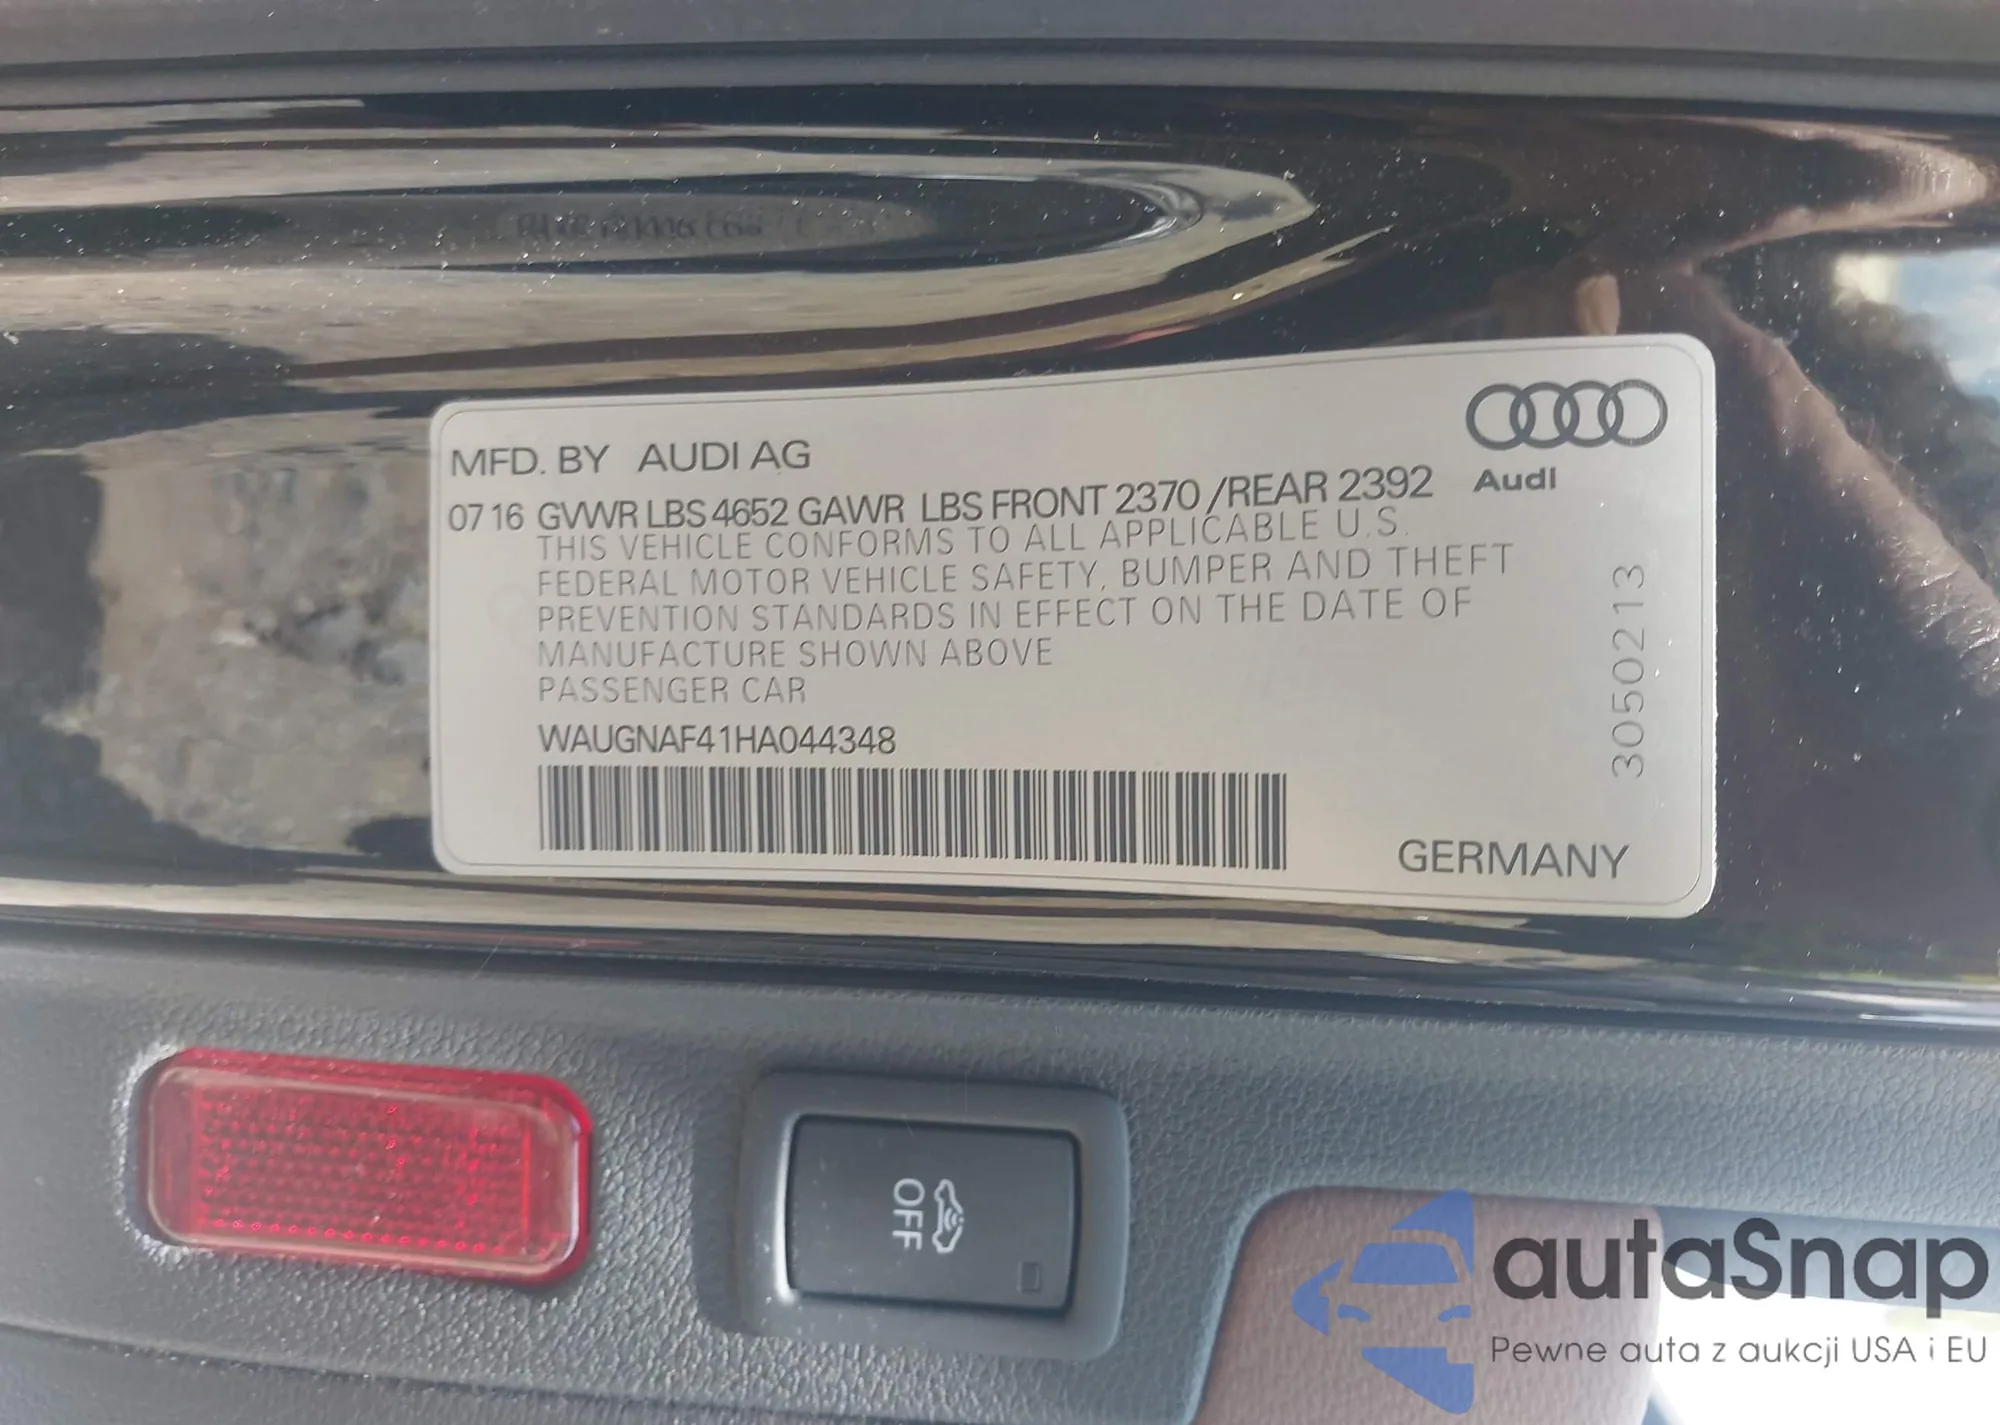 MFD. BY AUDI AG
Audi
07 16 GVWR LBS 4652 GAWR LBS FRONT 2370 /REAR 2392
THIS VEHICLE CONFORMS TO ALL APPLICABLE U.S.
FEDERAL MOTOR VEHICLE SAFETY, BUMPER AND THEFT
PREVENTION STANDARDS IN EFFECT ON THE DATE OF
MANUFACTURE SHOWN ABOVE
PASSENGER CAR
WAUGNAF41HA044348
3050213
GERMANY
OFF
autaSnap
Pewne auta z aukcji USA i EU